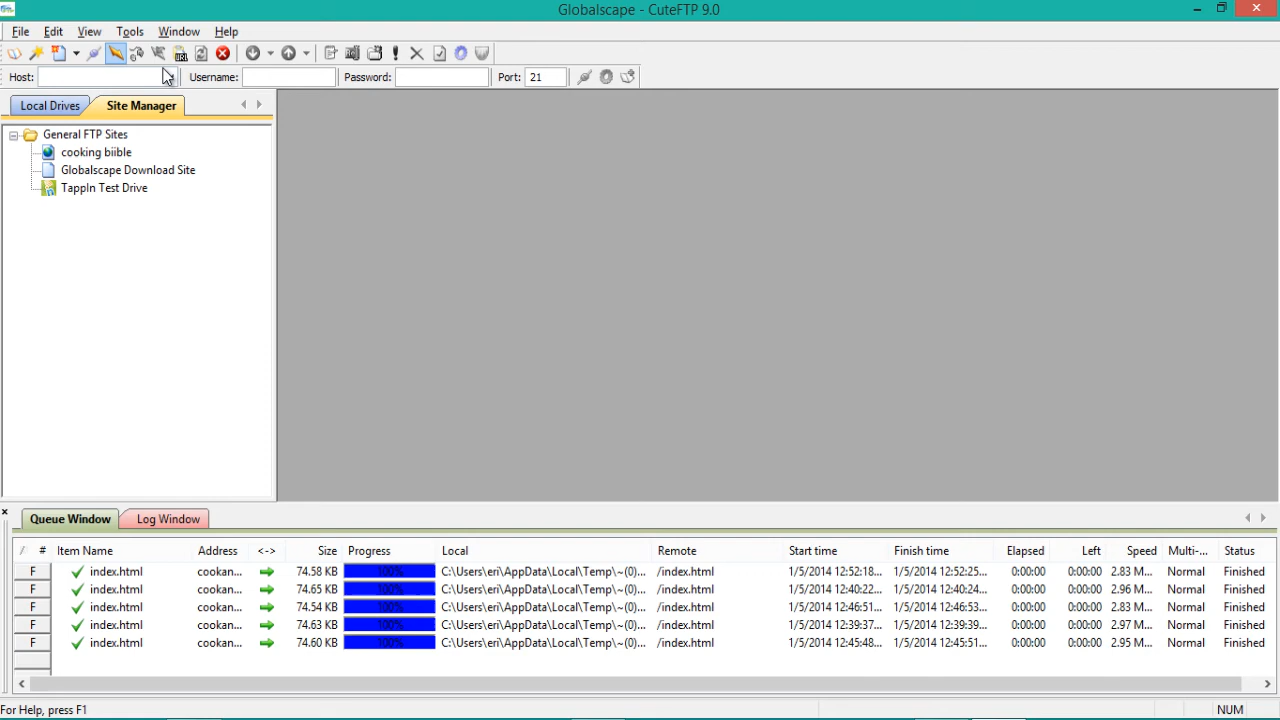 Globalscape - CuteFTP 9.0
File Edit View Tools Window Help
Host: Username: Password: Port: 21
Local Drives Site Manager
General FTP Sites
cooking biible
Globalscape Download Site
TappIn Test Drive
Queue Window Log Window
/ # Item Name Address <-> Size Progress Local Remote Start time Finish time Elapsed Left Speed Multi-... Status
F index.html cookan... 74.58 KB 100% C:\Users\eri\AppData\Local\Temp\~(0)... /index.html 1/5/2014 12:52:18... 1/5/2014 12:52:25... 0:00:00 0:00:00 2.83 M... Normal Finished
F index.html cookan... 74.65 KB 100% C:\Users\eri\AppData\Local\Temp\~(0)... /index.html 1/5/2014 12:40:22... 1/5/2014 12:40:24... 0:00:00 0:00:00 2.96 M... Normal Finished
F index.html cookan... 74.54 KB 100% C:\Users\eri\AppData\Local\Temp\~(0)... /index.html 1/5/2014 12:46:51... 1/5/2014 12:46:53... 0:00:00 0:00:00 2.83 M... Normal Finished
F index.html cookan... 74.63 KB 100% C:\Users\eri\AppData\Local\Temp\~(0)... /index.html 1/5/2014 12:39:37... 1/5/2014 12:39:39... 0:00:00 0:00:00 2.97 M... Normal Finished
F index.html cookan... 74.60 KB 100% C:\Users\eri\AppData\Local\Temp\~(0)... /index.html 1/5/2014 12:45:48... 1/5/2014 12:45:51... 0:00:00 0:00:00 2.95 M... Normal Finished
For Help, press F1 NUM